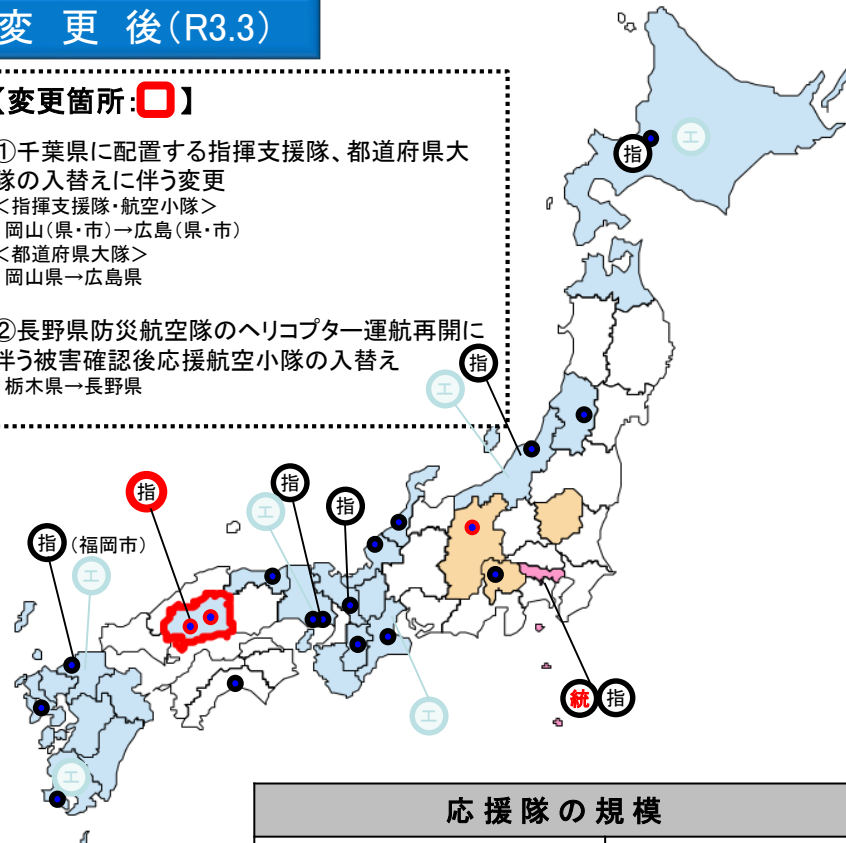 変 更 後(R3.3)
【変更箇所: 】
①千葉県に配置する指揮支援隊、都道府県大
隊の入替えに伴う変更
<指揮支援隊・航空小隊>
岡山(県・市)→広島(県・市)
<都道府県大隊>
岡山県→広島県
②長野県防災航空隊のヘリコプター運航再開に
伴う被害確認後応援航空小隊の入替え
栃木県→長野県
指
エ
指
エ
指
指
エ
指
指
(福岡市)
エ
統
指
エ
エ
応 援 隊 の 規 模